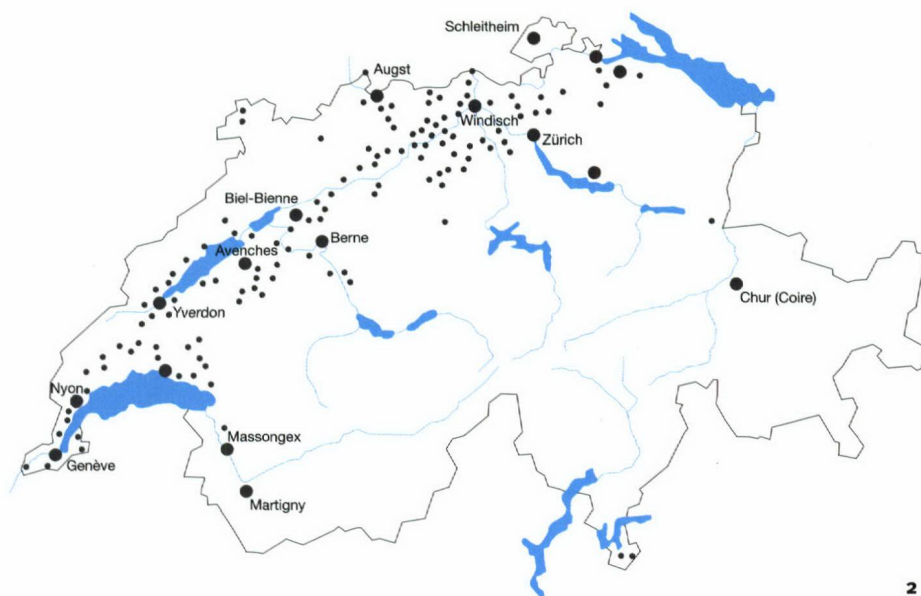 Schleitheim
Augst
Windisch
Zürich
Biel-Bienne
Berne
Avenches
Chur (Coire)
Yverdon
Nyon
Massongex
Genève
Martigny
2